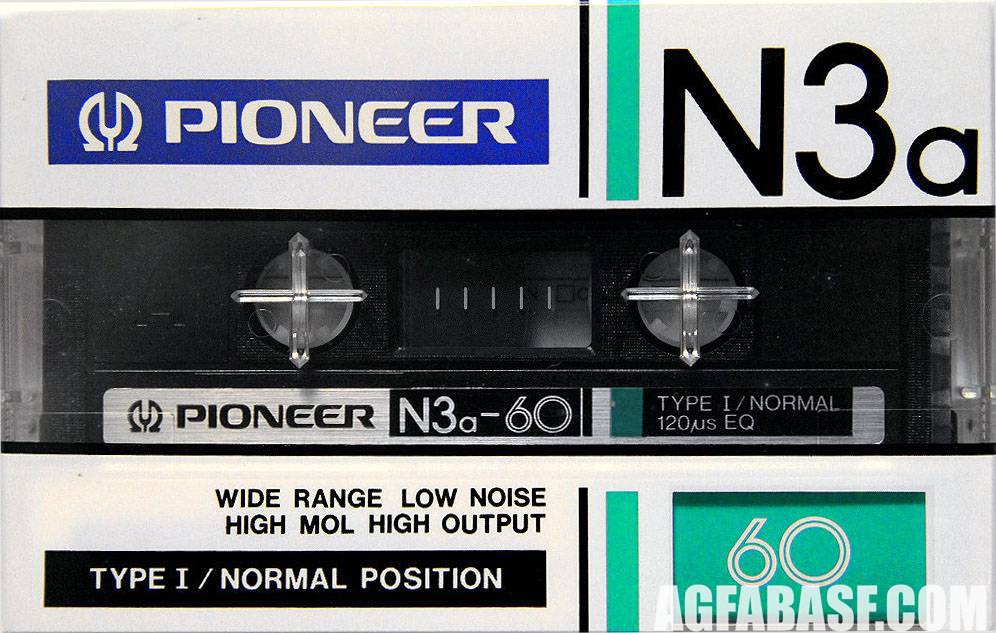 PIONEER
N3a
PIONEER N3a-60
TYPE I/NORMAL
120µs EQ
WIDE RANGE LOW NOISE
HIGH MOL HIGH OUTPUT
TYPE I/NORMAL POSITION
60
AGFABASF.COM